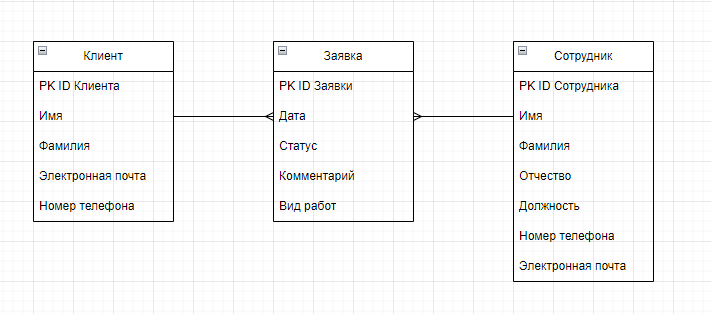 Клиент
PK ID Клиента
Имя
Фамилия
Электронная почта
Номер телефона
Заявка
PK ID Заявки
Дата
Статус
Комментарий
Вид работ
Сотрудник
PK ID Сотрудника
Имя
Фамилия
Отчество
Должность
Номер телефона
Электронная почта